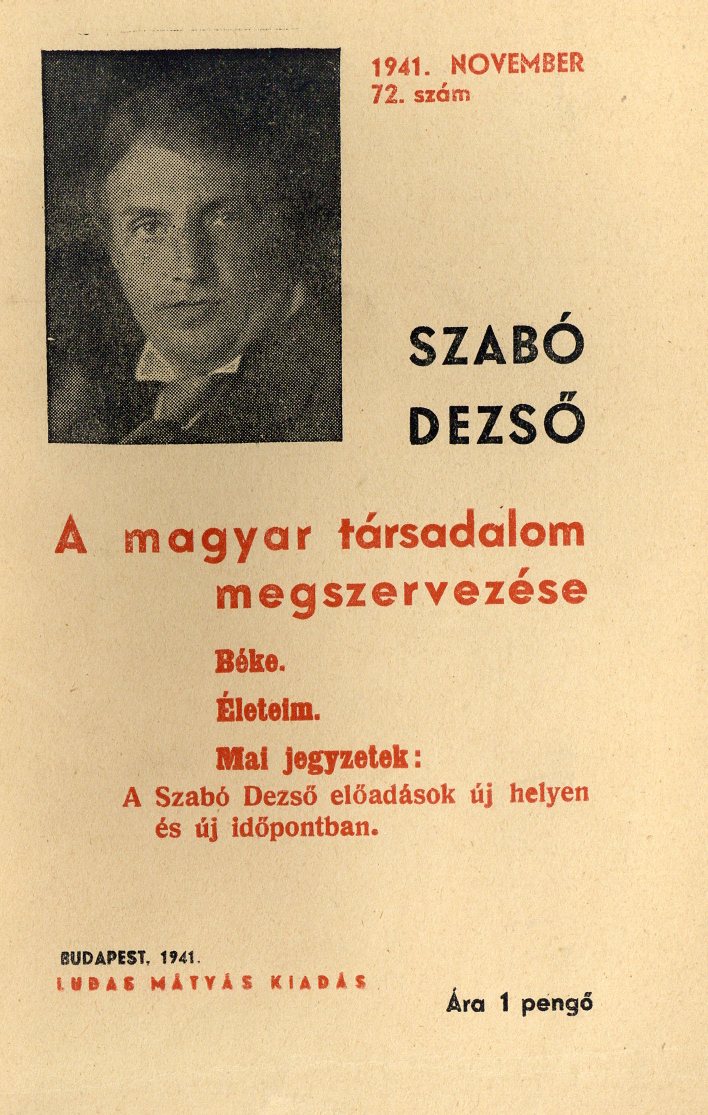 1941. NOVEMBER
72. szám
SZABÓ
DEZSŐ
A magyar társadalom
megszervezése
Béke.
Életeim.
Mai jegyzetek:
A Szabó Dezső előadások új helyen
és új időpontban.
BUDAPEST, 1941.
LUDAS MÁTYÁS KIADÁS
Ára 1 pengő